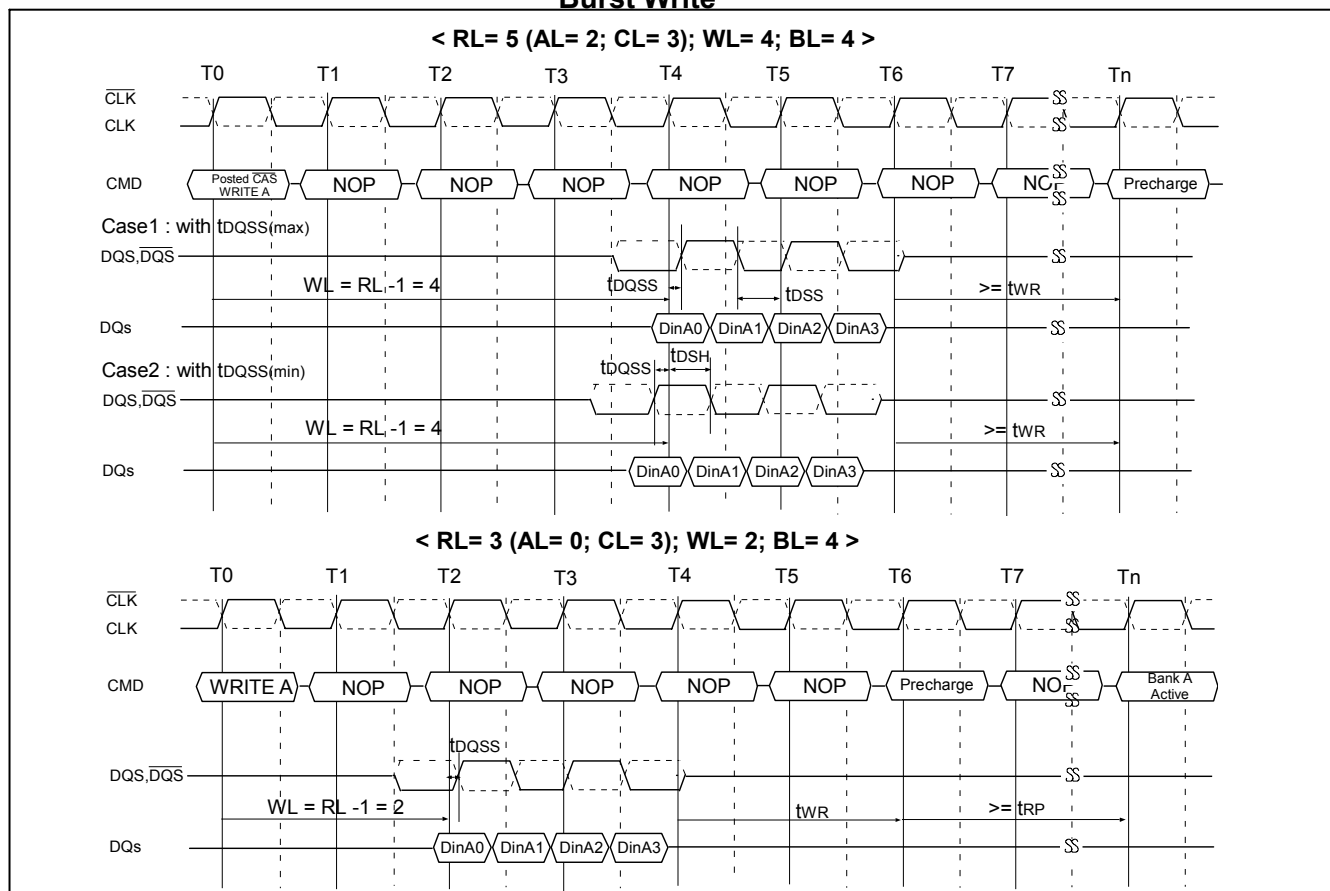 Burst Write
< RL= 5 (AL= 2; CL= 3); WL= 4; BL= 4 >
T0 T1 T2 T3 T4 T5 T6 T7 Tn
CLK
CLK
CMD Posted CAS WRITE A NOP NOP NOP NOP NOP NOP NOP Precharge
Case1 : with tDQSS(max)
DQS,DQS
WL = RL -1 = 4 tDQSS tDSS >= tWR
DQs DinA0 DinA1 DinA2 DinA3
Case2 : with tDQSS(min) tDQSS tDSH
DQS,DQS
WL = RL -1 = 4 >= tWR
DQs DinA0 DinA1 DinA2 DinA3
< RL= 3 (AL= 0; CL= 3); WL= 2; BL= 4 >
T0 T1 T2 T3 T4 T5 T6 T7 Tn
CLK
CLK
CMD WRITE A NOP NOP NOP NOP NOP Precharge NOP Bank A Active
tDQSS
DQS,DQS
WL = RL -1 = 2 tWR >= tRP
DQs DinA0 DinA1 DinA2 DinA3